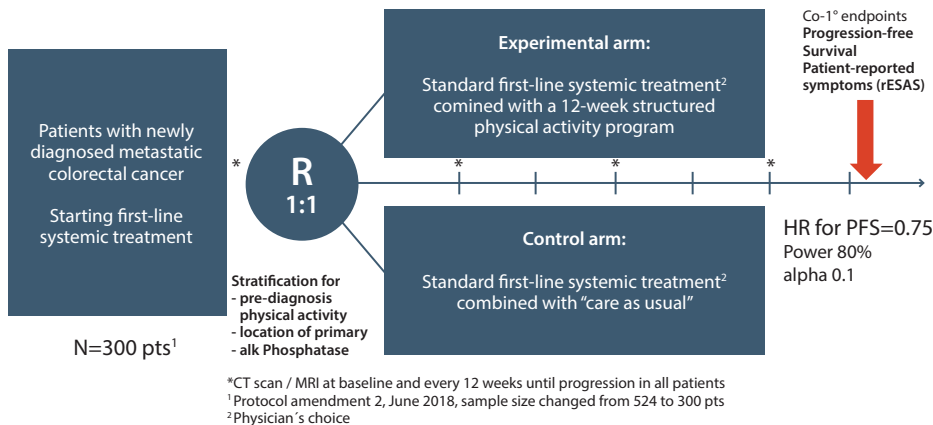 Patients with newly
diagnosed metastatic
colorectal cancer
Starting first-line
systemic treatment
N=300 pts¹
*
R
1:1
Stratification for
- pre-diagnosis
physical activity
- location of primary
- alk Phosphatase
Experimental arm:
Standard first-line systemic treatment²
comined with a 12-week structured
physical activity program
*
*
*
Control arm:
Standard first-line systemic treatment²
combined with “care as usual”
Co-1° endpoints
Progression-free
Survival
Patient-reported
symptoms (rESAS)
HR for PFS=0.75
Power 80%
alpha 0.1
*CT scan / MRI at baseline and every 12 weeks until progression in all patients
¹ Protocol amendment 2, June 2018, sample size changed from 524 to 300 pts
² Physician´s choice